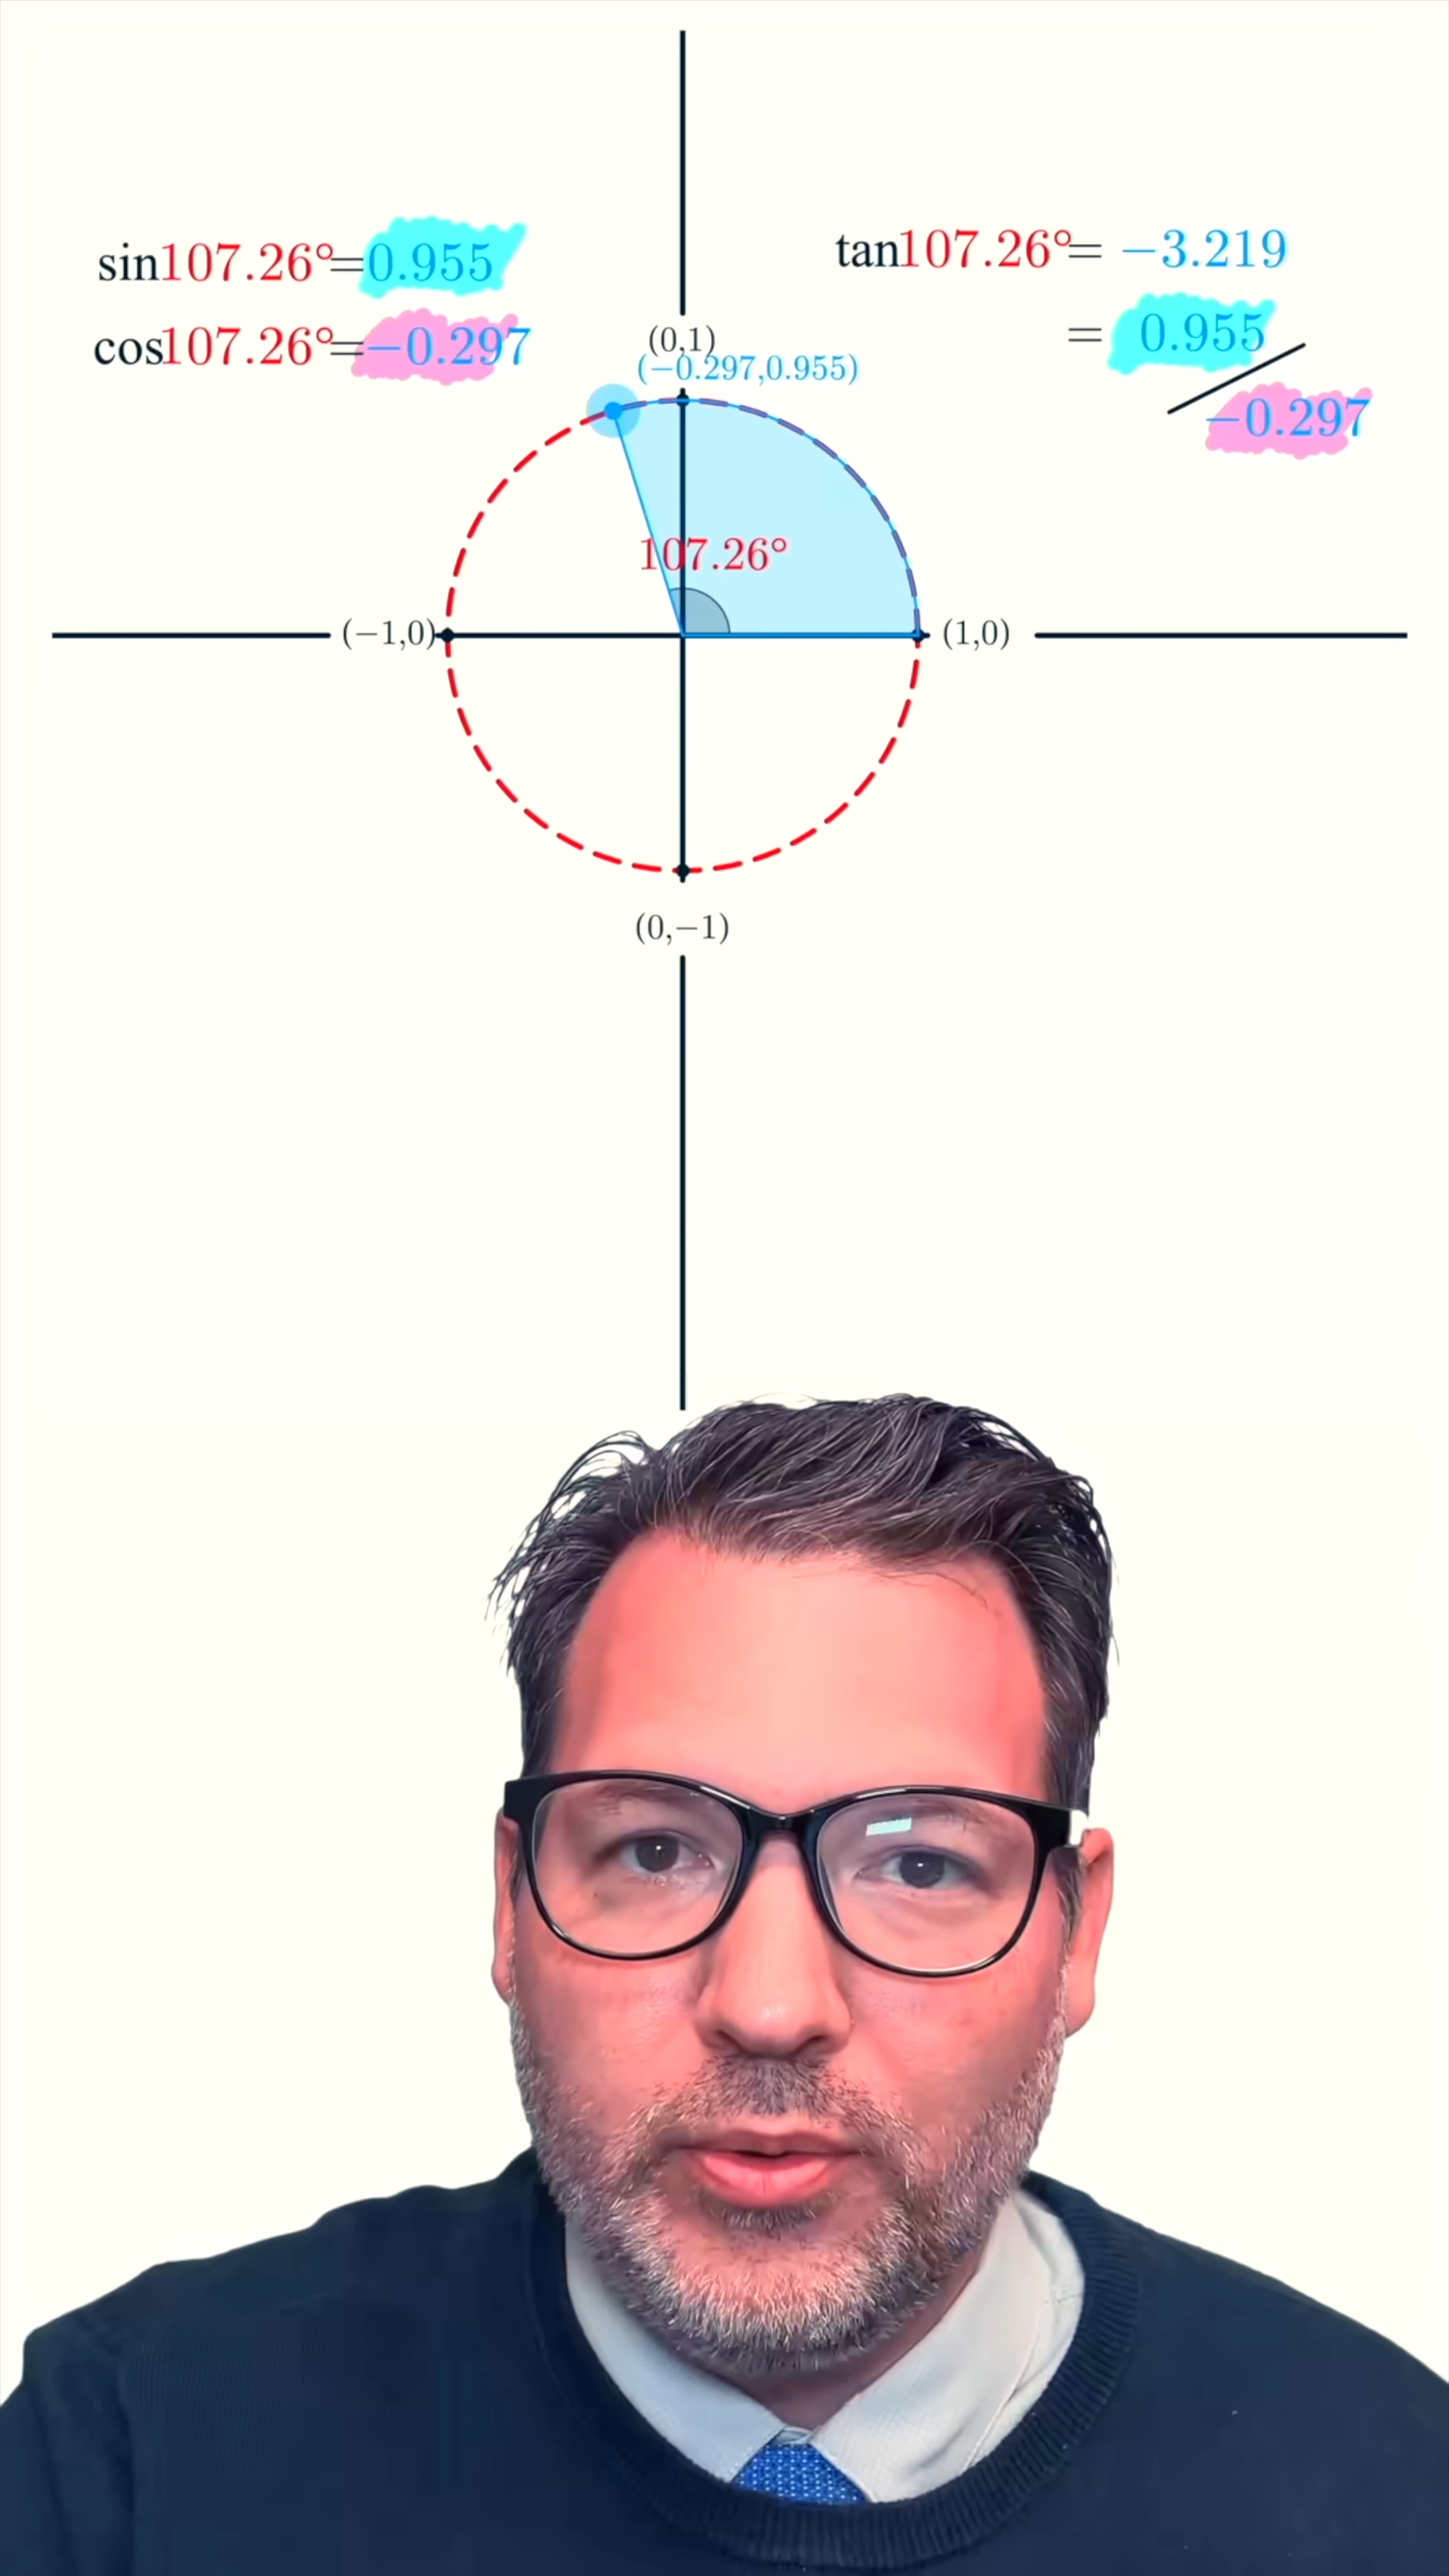 sin107.26°=0.955
cos107.26°=−0.297
tan107.26°= −3.219
= 0.955
−0.297
(0,1)
(−0.297,0.955)
107.26°
(−1,0)
(1,0)
(0,−1)